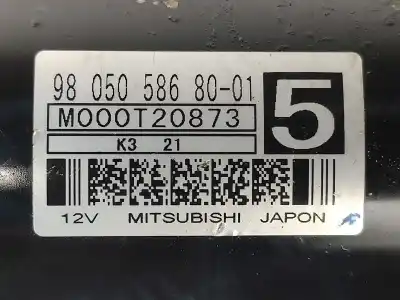 98 050 586 80-01
M000T20873
5
K3 21
12V MITSUBISHI JAPON